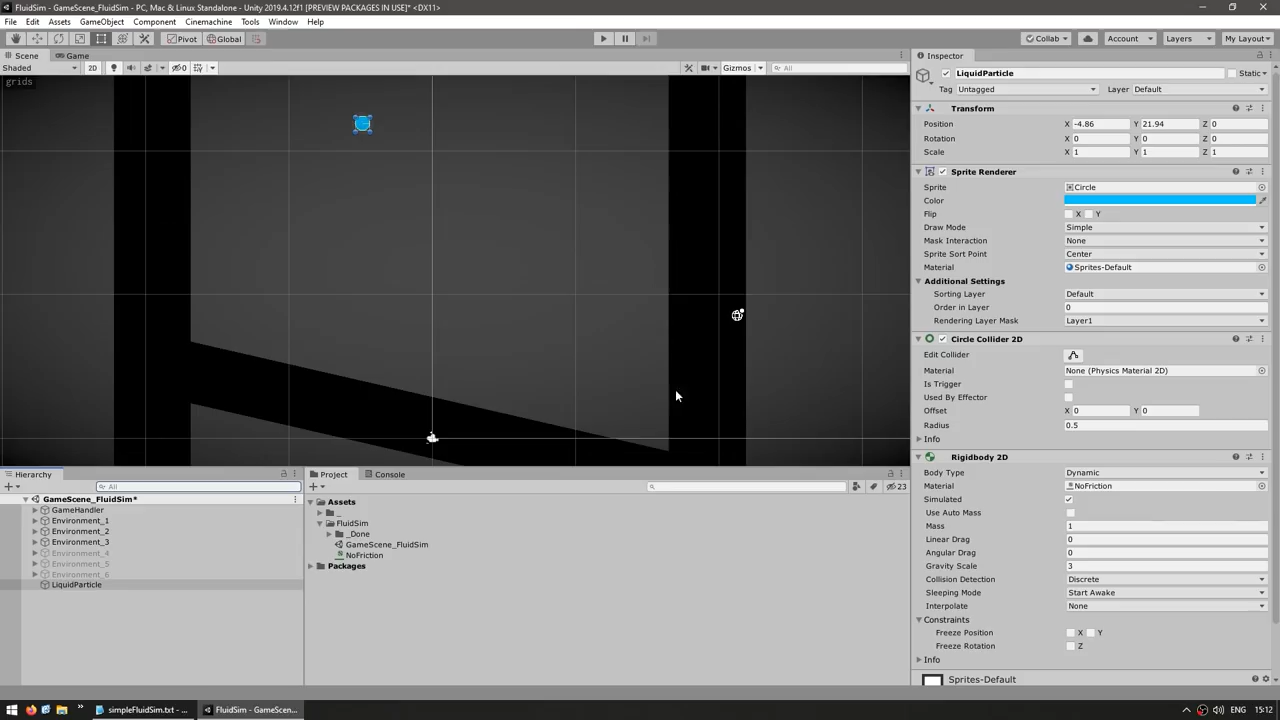 FluidSim - GameScene_FluidSim - PC, Mac & Linux Standalone - Unity 2019.4.12f1 [PREVIEW PACKAGES IN USE]* <DX11>
File Edit Assets GameObject Component Cinemachine Tools Window Help
Pivot Global Collab Account Layers My Layout
Scene Game Inspector
Shaded 2D 0 Gizmos All
grids
LiquidParticle Static
Tag Untagged Layer Default
Transform
Position X -4.86 Y 21.94 Z 0
Rotation X 0 Y 0 Z 0
Scale X 1 Y 1 Z 1
Sprite Renderer
Sprite Circle
Color
Flip X Y
Draw Mode Simple
Mask Interaction None
Sprite Sort Point Center
Material Sprites-Default
Additional Settings
Sorting Layer Default
Order in Layer 0
Rendering Layer Mask Layer1
Circle Collider 2D
Edit Collider
Material None (Physics Material 2D)
Is Trigger
Used By Effector
Offset X 0 Y 0
Radius 0.5
Info
Rigidbody 2D
Body Type Dynamic
Material NoFriction
Simulated
Use Auto Mass
Mass 1
Linear Drag 0
Angular Drag 0
Gravity Scale 3
Collision Detection Discrete
Sleeping Mode Start Awake
Interpolate None
Constraints
Freeze Position X Y
Freeze Rotation Z
Info
Sprites-Default
Hierarchy
All
GameScene_FluidSim*
GameHandler
Environment_1
Environment_2
Environment_3
Environment_4
Environment_5
Environment_6
LiquidParticle
Project Console
23
Assets
_
FluidSim
_Done
GameScene_FluidSim
NoFriction
Packages
simpleFluidSim.txt - ... FluidSim - GameScen... ENG 15:12